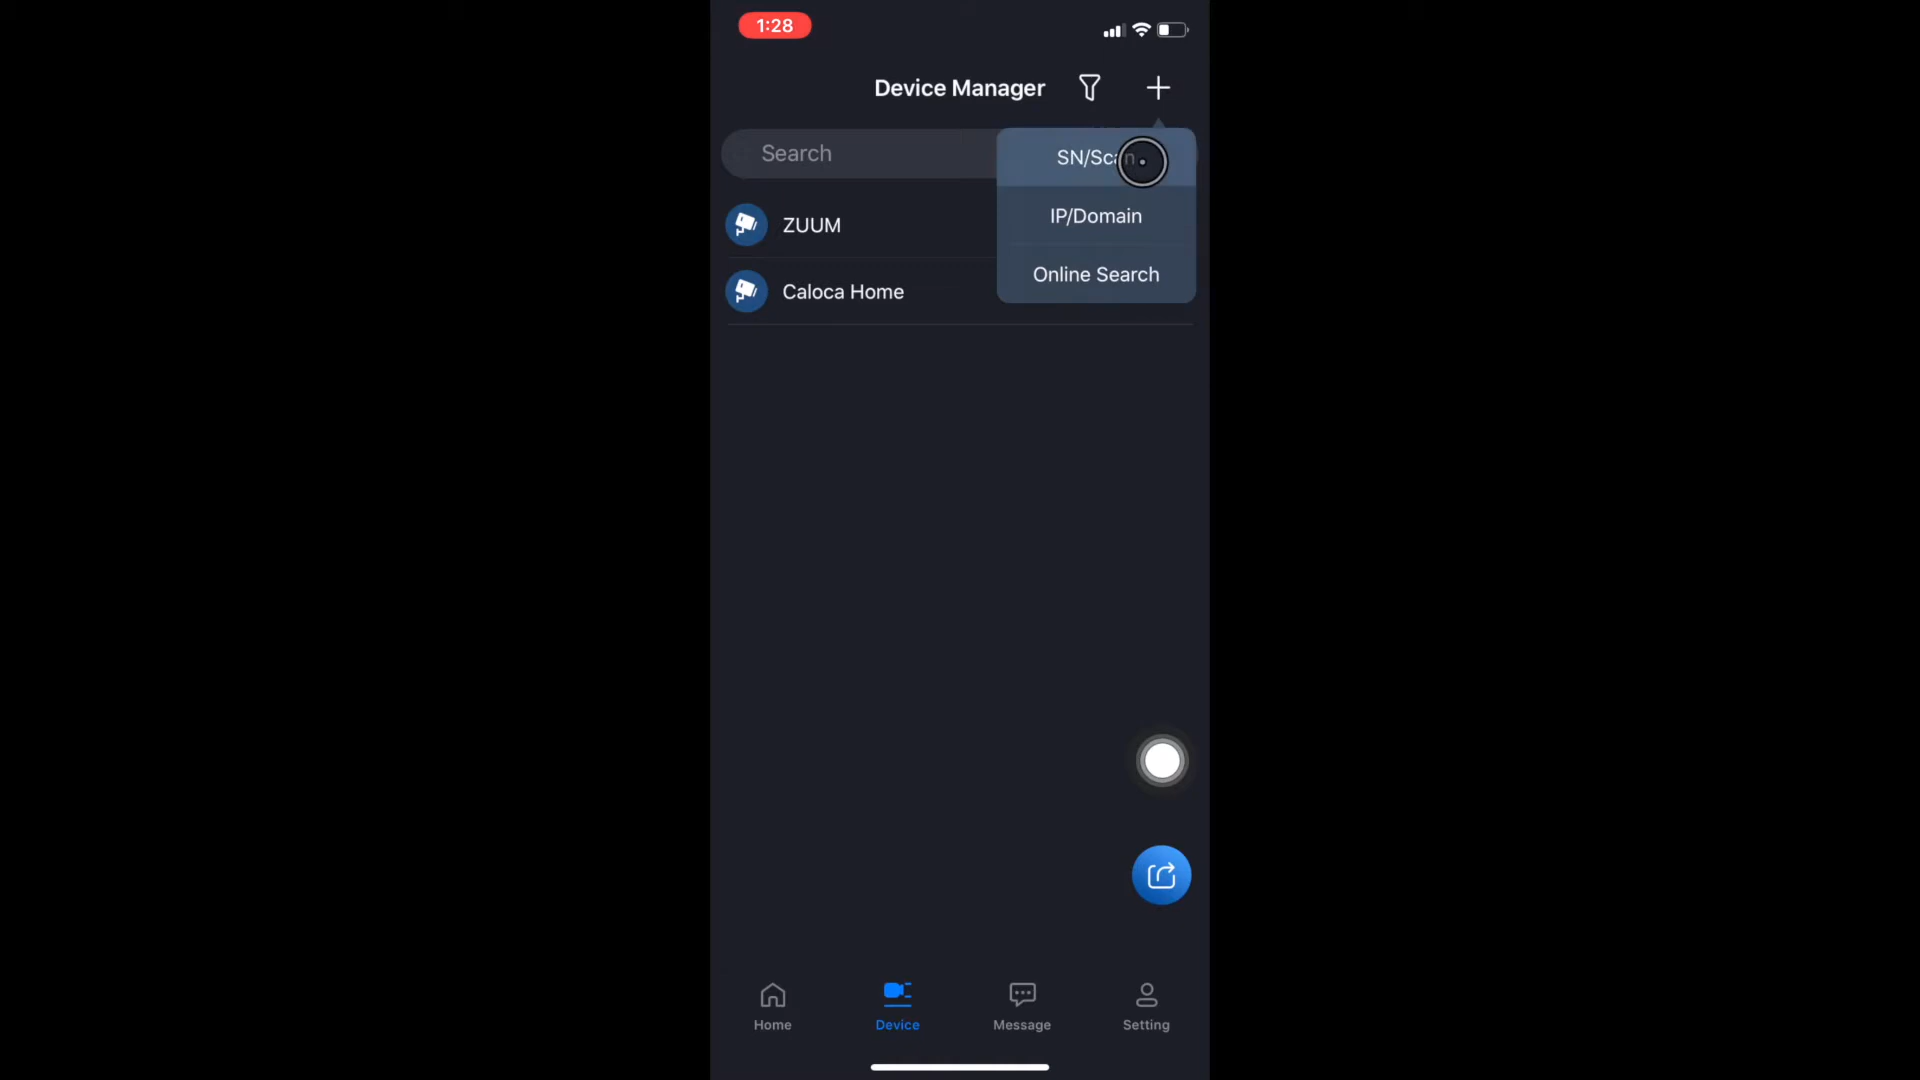 1:28
Device Manager
Search
SN/Scan
ZUUM
IP/Domain
Online Search
Caloca Home
Home
Device
Message
Setting